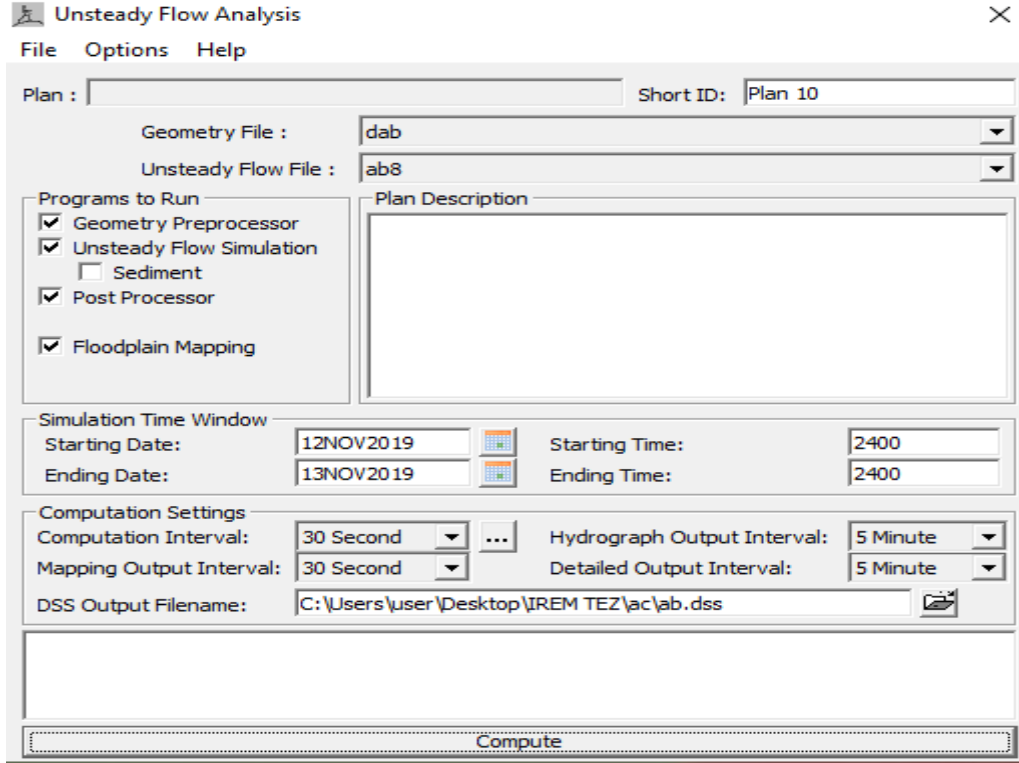 Unsteady Flow Analysis
File Options Help
Plan : Short ID: Plan 10
Geometry File : dab
Unsteady Flow File : ab8
Programs to Run
Geometry Preprocessor
Unsteady Flow Simulation
Sediment
Post Processor
Floodplain Mapping
Plan Description
Simulation Time Window
Starting Date: 12NOV2019 Starting Time: 2400
Ending Date: 13NOV2019 Ending Time: 2400
Computation Settings
Computation Interval: 30 Second ... Hydrograph Output Interval: 5 Minute
Mapping Output Interval: 30 Second Detailed Output Interval: 5 Minute
DSS Output Filename: C:\Users\user\Desktop\IREM TEZ\ac\ab.dss
Compute